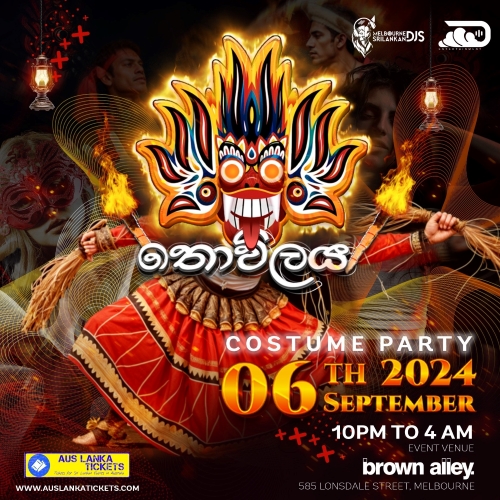 MELBOURNE
SRILANKAN DJS
තොවිලය
COSTUME PARTY
06TH 2024
SEPTEMBER
10PM TO 4 AM
EVENT VENUE
brown alley.
585 LONSDALE STREET, MELBOURNE
AUS LANKA
TICKETS
WWW.AUSLANKATICKETS.COM